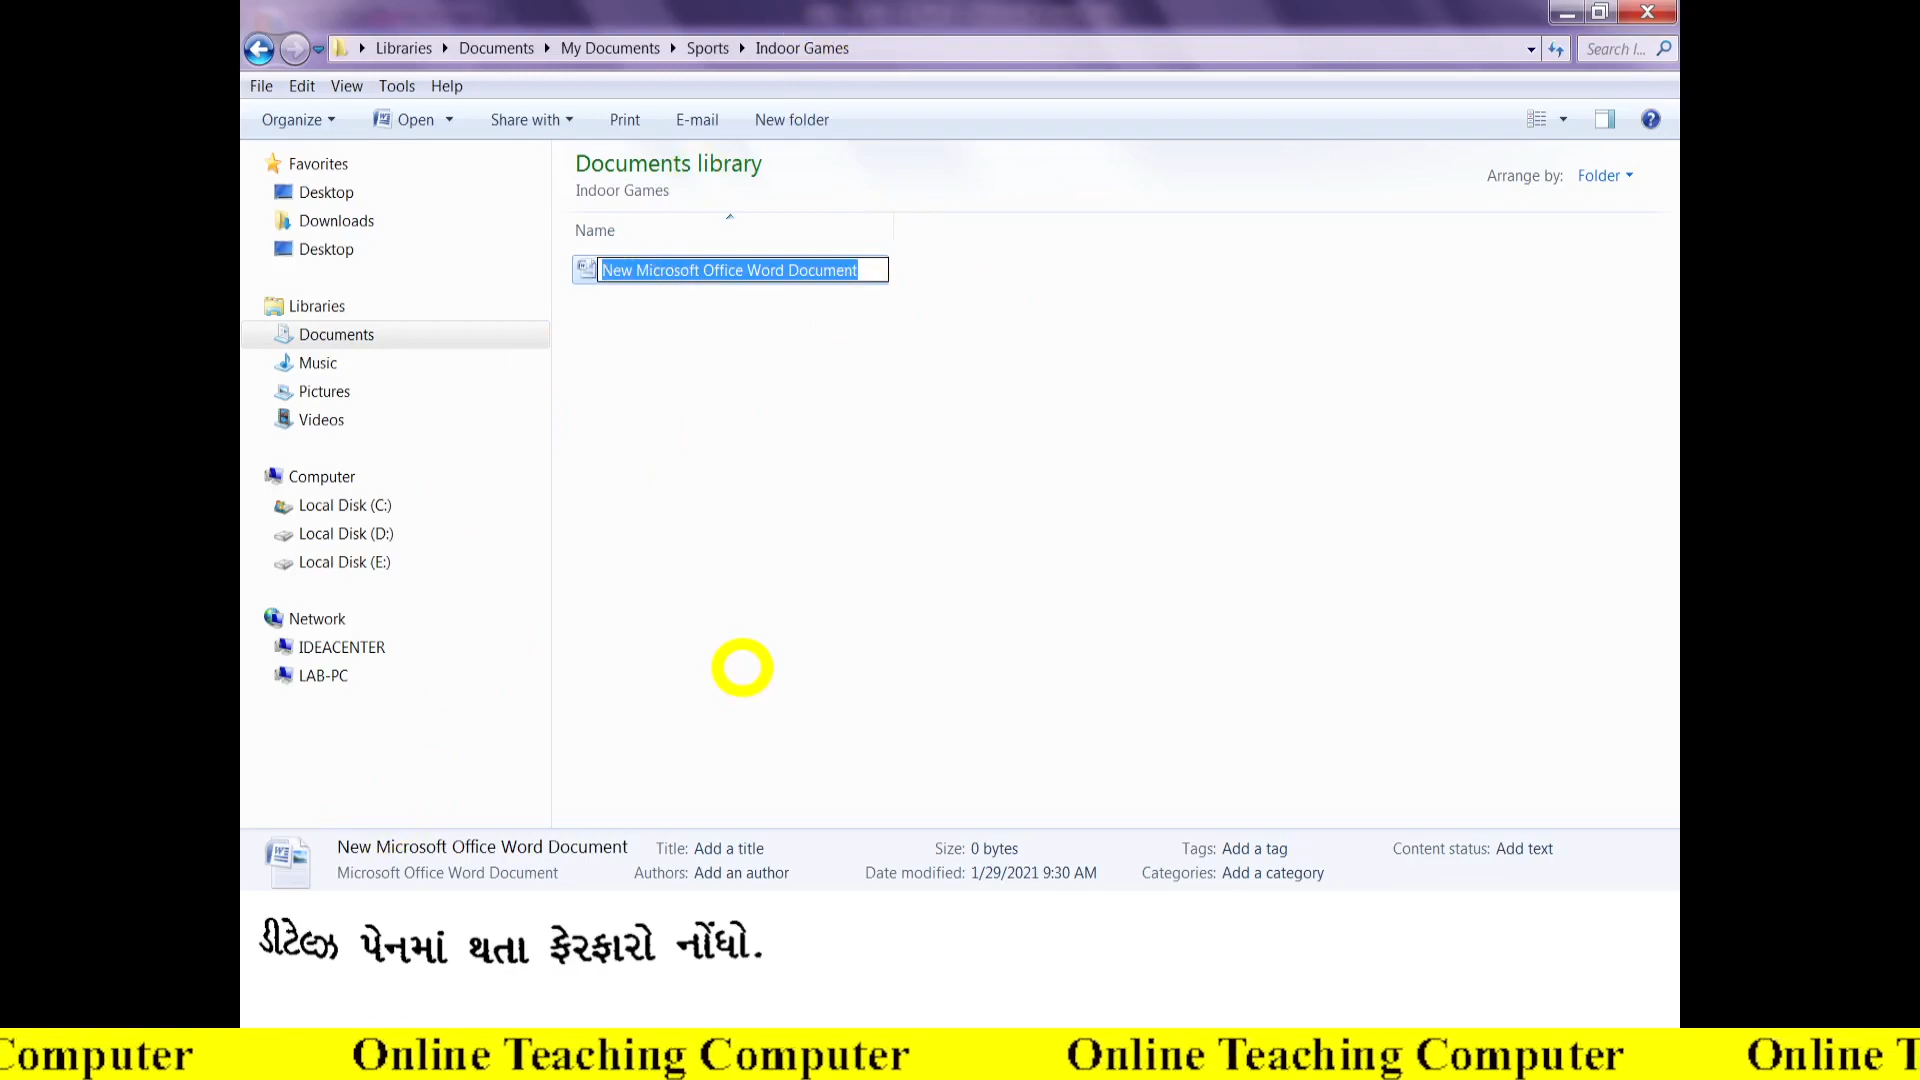 Libraries Documents My Documents Sports Indoor Games
Search I...
File Edit View Tools Help
Organize Open Share with Print E-mail New folder
Favorites
Desktop
Downloads
Desktop
Libraries
Documents
Music
Pictures
Videos
Computer
Local Disk (C:)
Local Disk (D:)
Local Disk (E:)
Network
IDEACENTER
LAB-PC
Documents library
Indoor Games
Arrange by: Folder
Name
New Microsoft Office Word Document
New Microsoft Office Word Document Title: Add a title Size: 0 bytes Tags: Add a tag Content status: Add text
Microsoft Office Word Document Authors: Add an author Date modified: 1/29/2021 9:30 AM Categories: Add a category
ડીટેલ્ઝ પેનમાં થતા ફેરફારો નોંધો.
Computer Online Teaching Computer Online Teaching Computer Online T